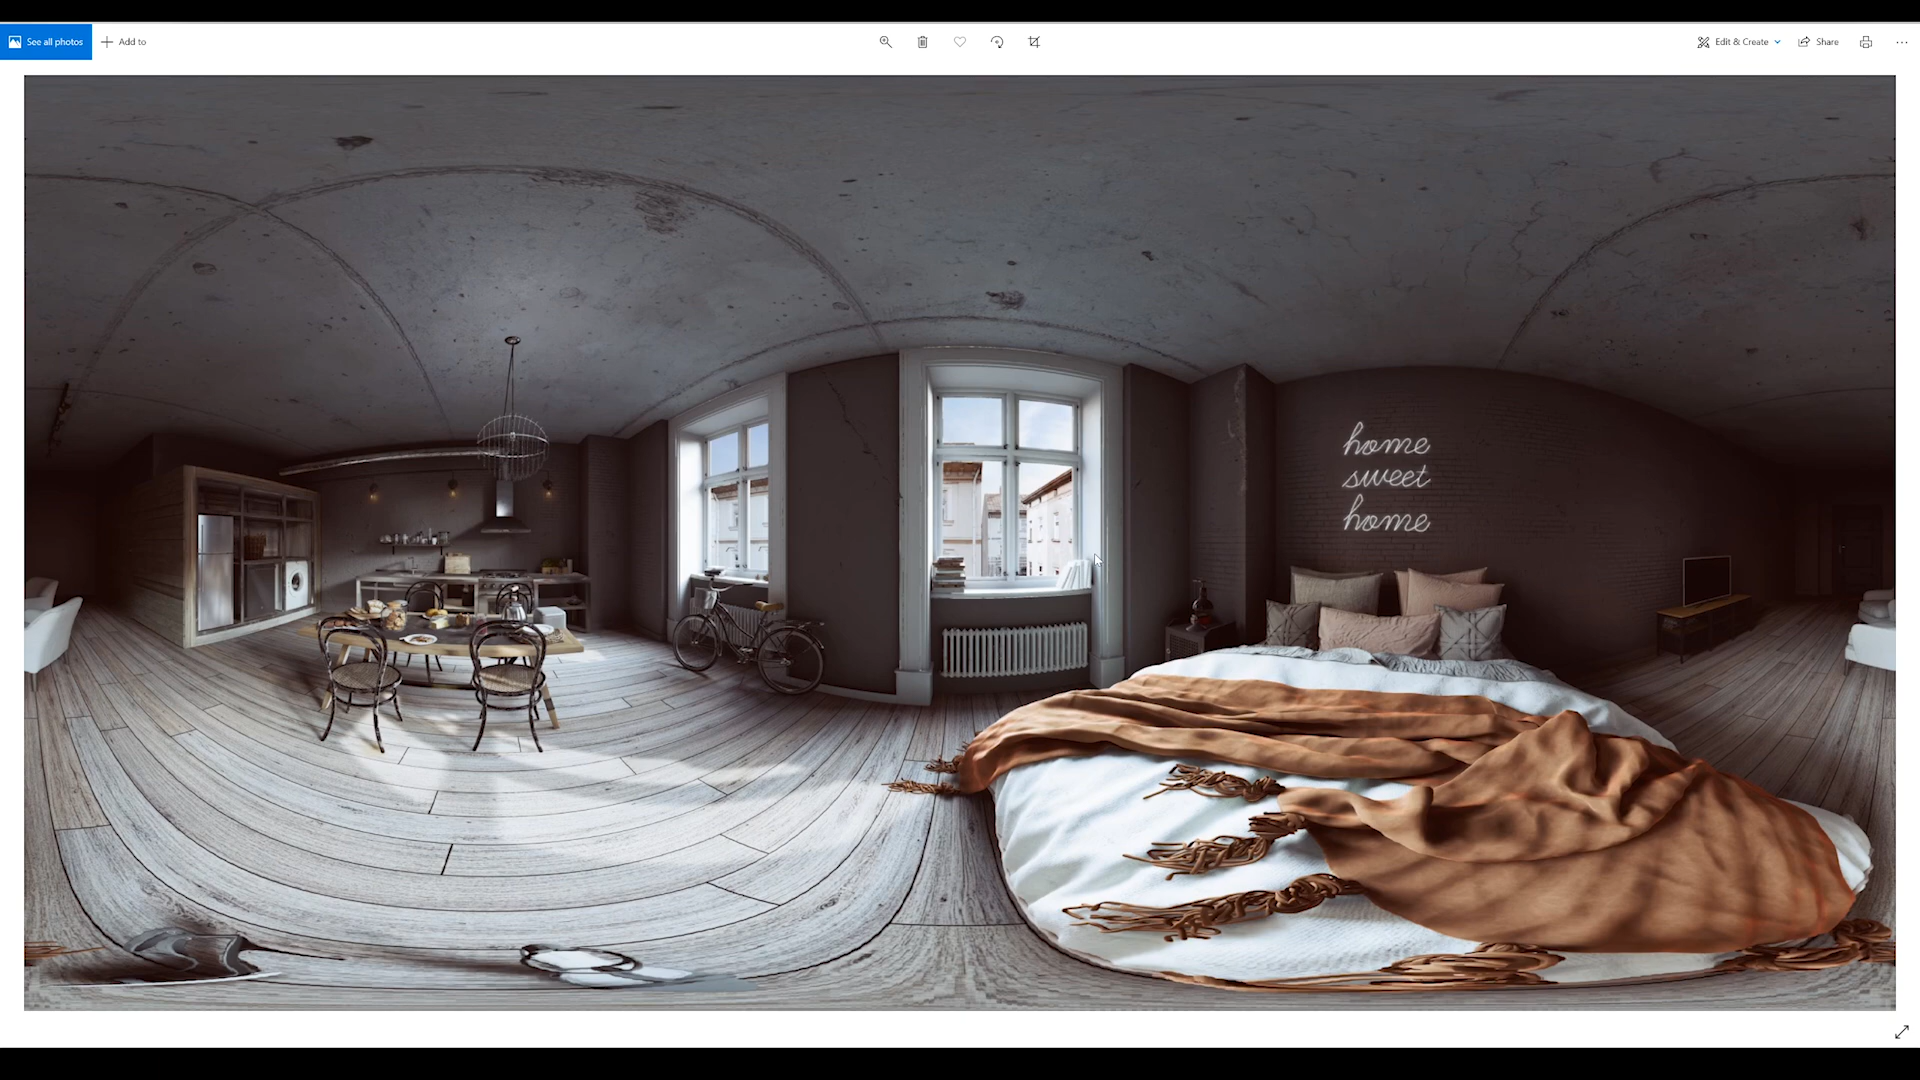 See all photos
Add to
Edit & Create
Share
home
sweet
home